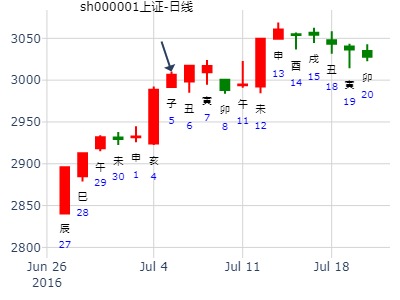 sh000001上证-日线
3050
3000
2950
2900
2850
2800
辰
27
巳
28
午
29
未
30
申
1
亥
4
子
5
丑
6
寅
7
卯
8
午
11
未
12
申
13
酉
14
戌
15
丑
18
寅
19
卯
20
Jun 26
2016
Jul 4
Jul 11
Jul 18